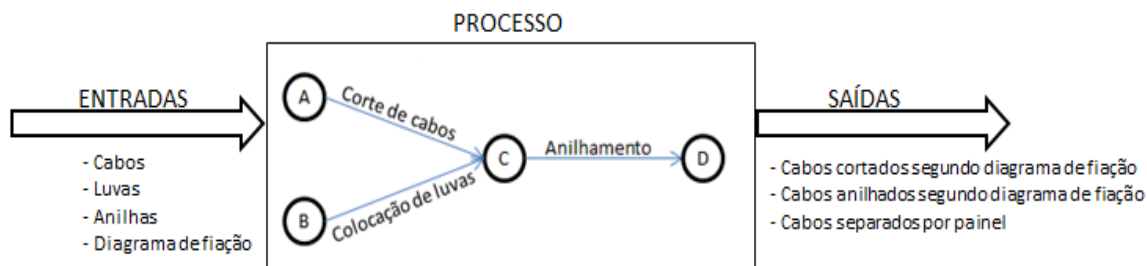 PROCESSO
ENTRADAS
- Cabos
- Luvas
- Anilhas
- Diagrama de fiação
A
Corte de cabos
B
Colocação de luvas
C
Anilhamento
D
SAÍDAS
- Cabos cortados segundo diagrama de fiação
- Cabos anilhados segundo diagrama de fiação
- Cabos separados por painel